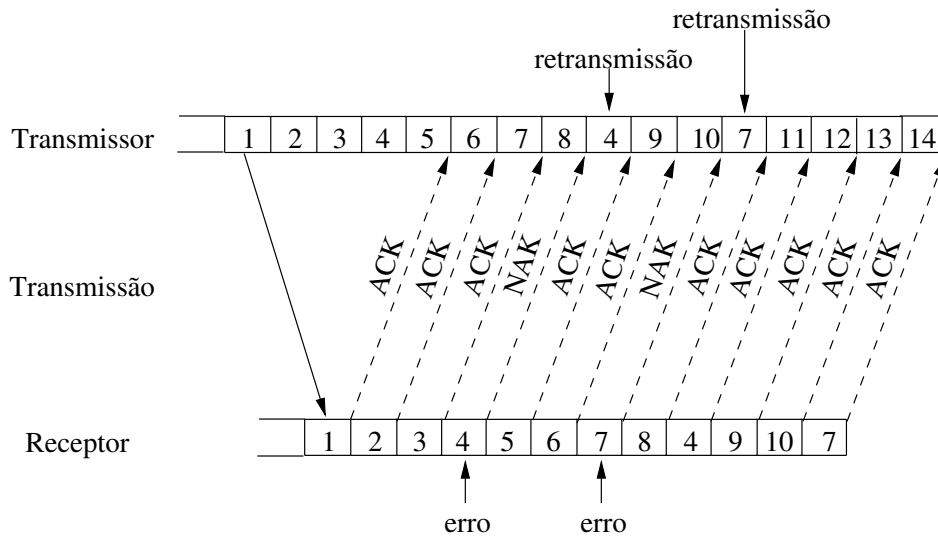 retransmissão
retransmissão
Transmissor 1 2 3 4 5 6 7 8 4 9 10 7 11 12 13 14
Transmissão ACK ACK ACK NAK ACK ACK NAK ACK ACK ACK ACK ACK
Receptor 1 2 3 4 5 6 7 8 4 9 10 7
erro erro